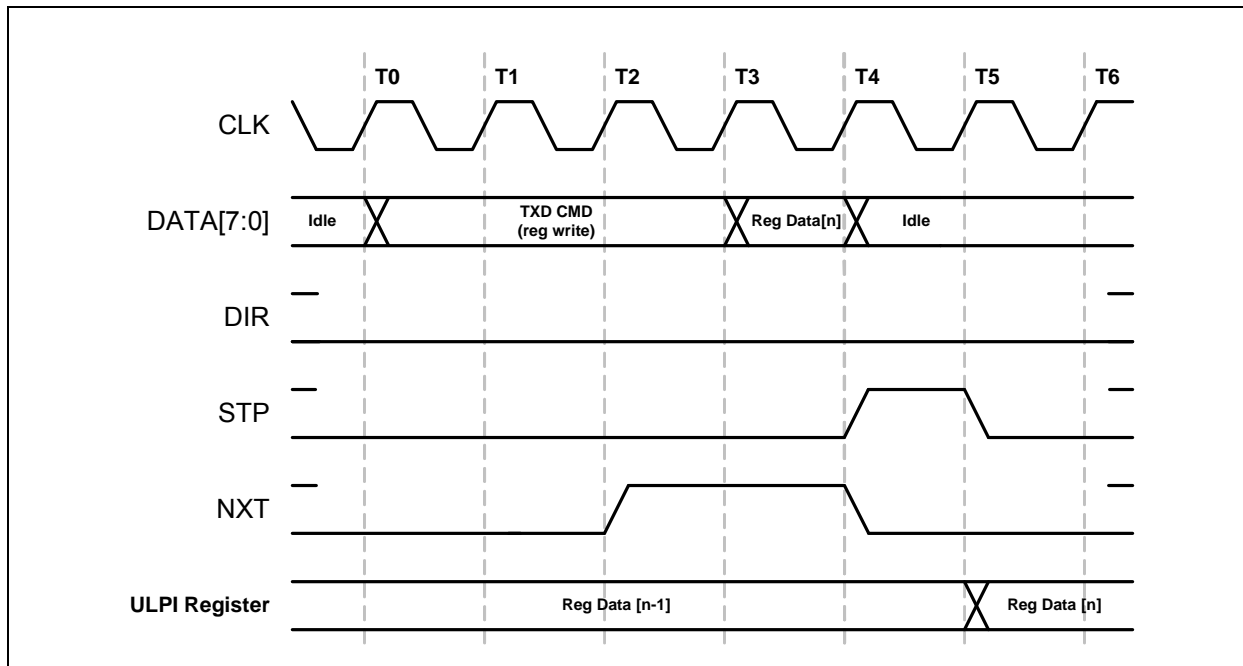 T0 T1 T2 T3 T4 T5 T6
CLK
DATA[7:0] Idle TXD CMD Reg Data[n] Idle
(reg write)
DIR
STP
NXT
ULPI Register Reg Data [n-1] Reg Data [n]